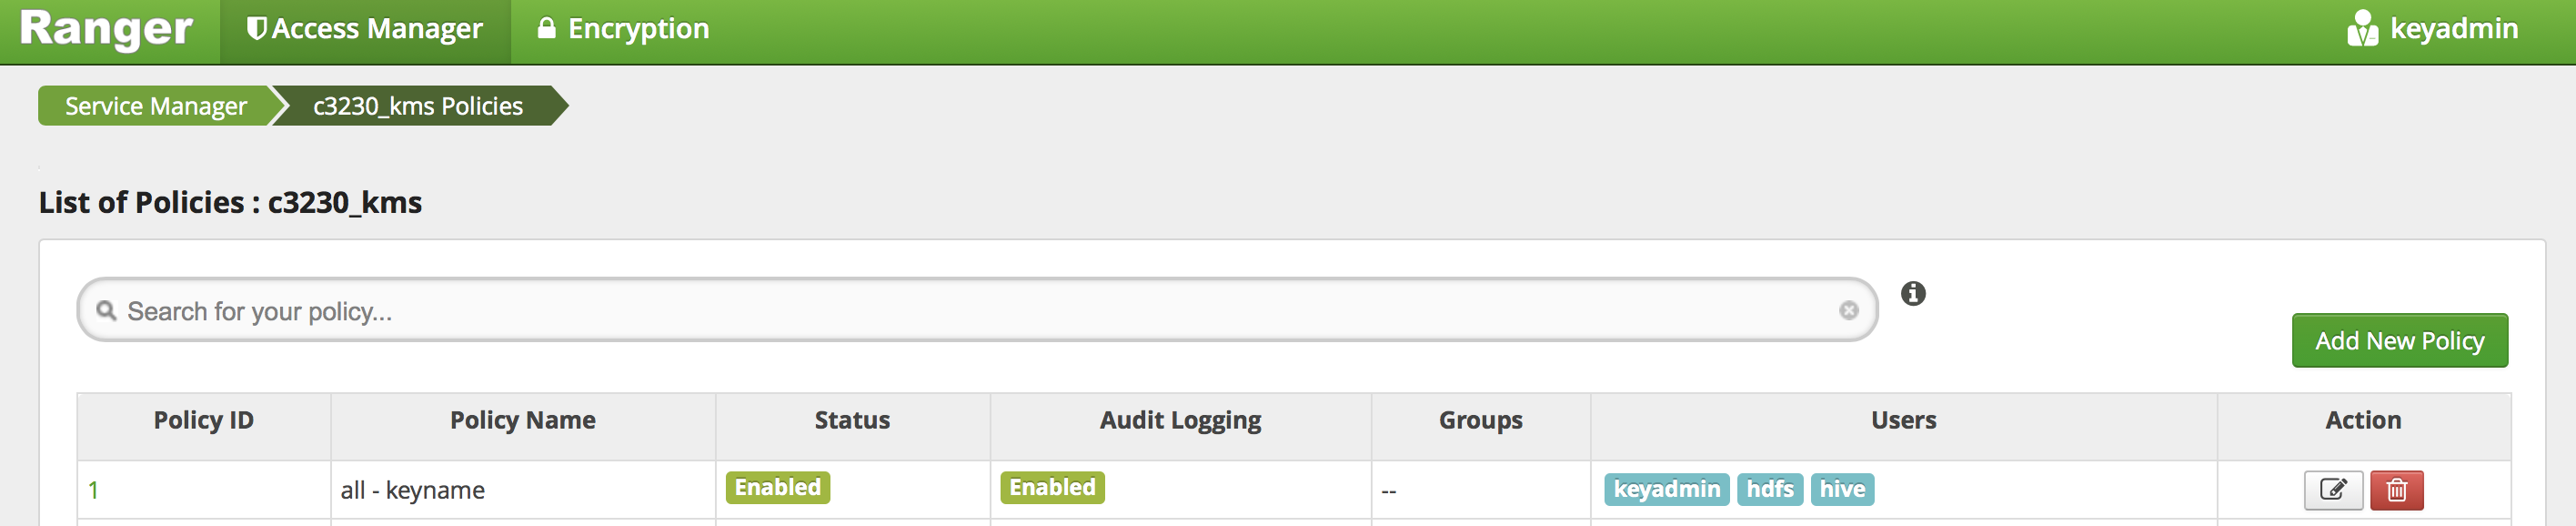 Ranger Access Manager Encryption keyadmin
Service Manager c3230_kms Policies
List of Policies : c3230_kms
Search for your policy...
Add New Policy
Policy ID Policy Name Status Audit Logging Groups Users Action
1 all - keyname Enabled Enabled -- keyadmin hdfs hive